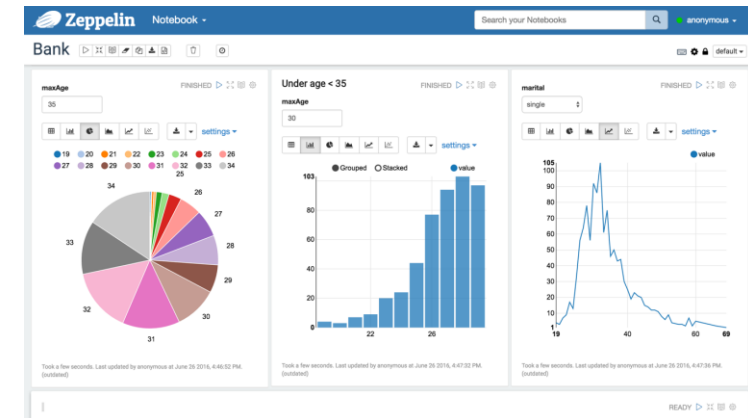 Zeppelin Notebook Search your Notebooks anonymous
Bank default
maxAge FINISHED
35
settings
19 20 21 22 23 24 25 26
27 28 29 30 31 32 33 34
25
26
27
28
29
30
31
32
33
34
Under age < 35 FINISHED
maxAge
30
settings
Grouped Stacked value
103
80
60
40
20
0
22 26
Took a few seconds. Last updated by anonymous at June 26 2016, 4:46:52 PM.
(outdated)
Took a few seconds. Last updated by anonymous at June 26 2016, 4:47:32 PM.
(outdated)
marital FINISHED
single
settings
value
105
100
90
80
70
60
50
40
30
20
10
1
19 40 60 69
Took a few seconds. Last updated by anonymous at June 26 2016, 4:47:36 PM.
(outdated)
READY